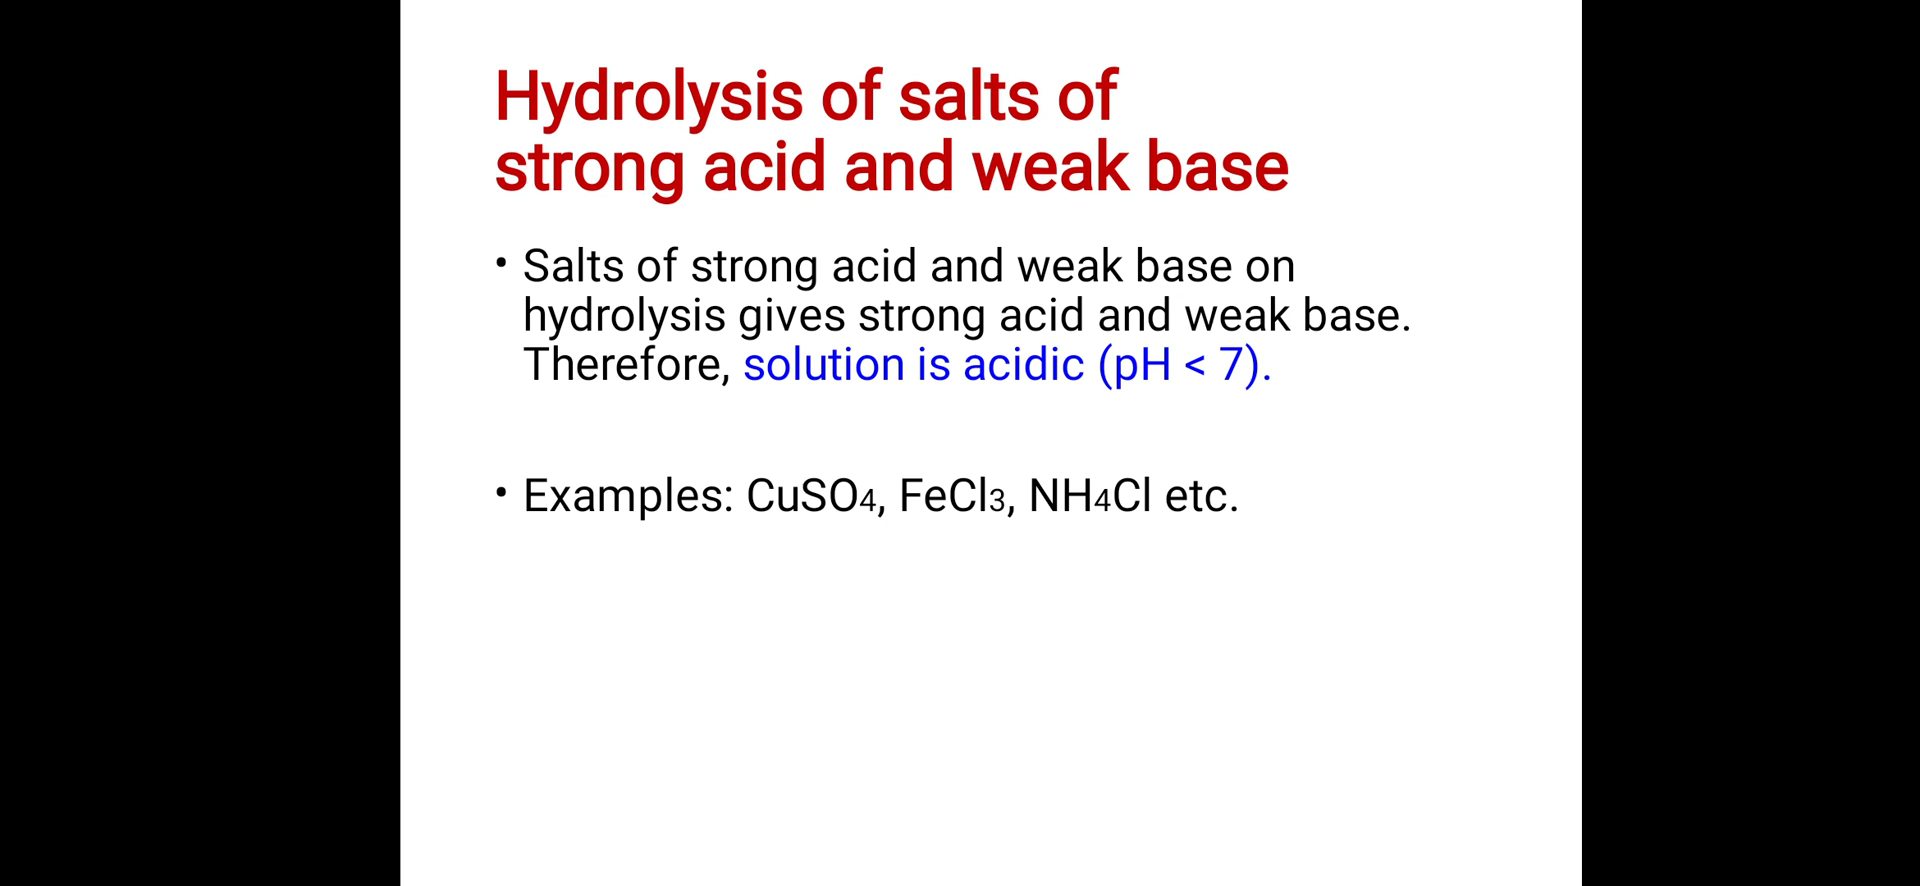 Hydrolysis of salts of
strong acid and weak base
• Salts of strong acid and weak base on
hydrolysis gives strong acid and weak base.
Therefore, solution is acidic (pH < 7).
• Examples: CuSO4, FeCl3, NH4Cl etc.